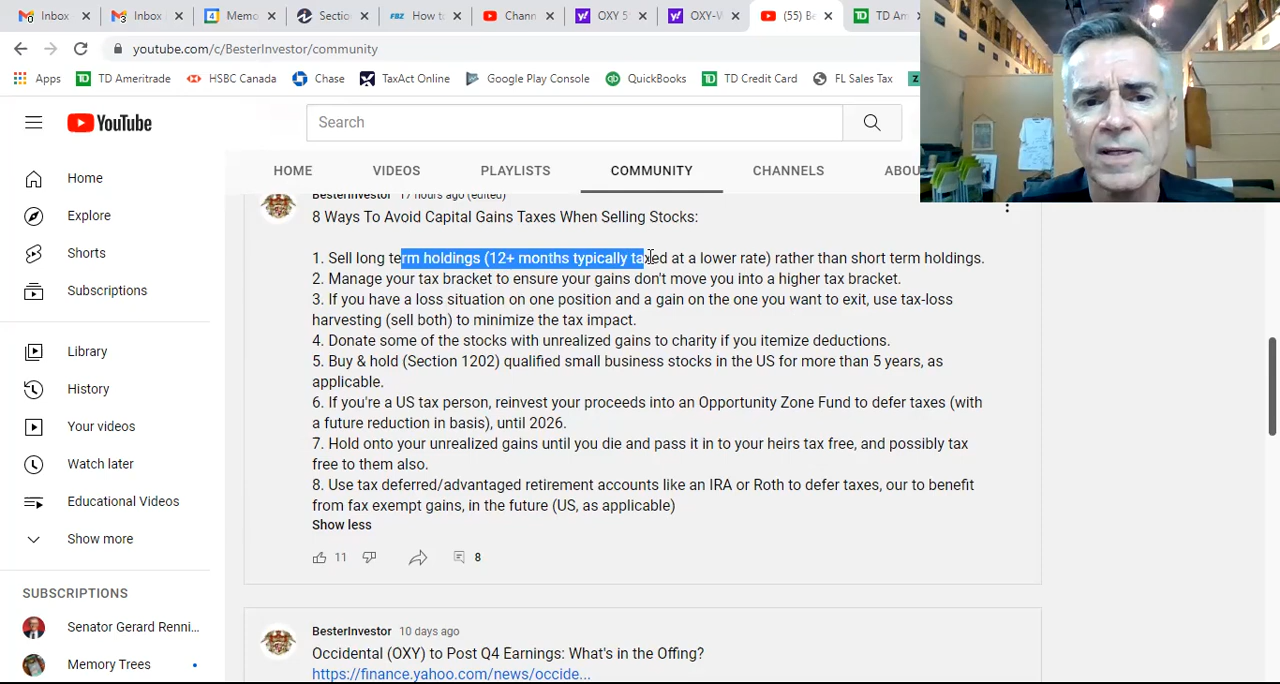 Inbox
Inbox
Memo
Sectio
How t
Chann
OXY 5
OXY-W
(55) Be
TD Am
youtube.com/c/BesterInvestor/community
Apps
TD Ameritrade
HSBC Canada
Chase
TaxAct Online
Google Play Console
QuickBooks
TD Credit Card
FL Sales Tax
YouTube
Search
HOME
VIDEOS
PLAYLISTS
COMMUNITY
CHANNELS
ABOU
Home
Explore
Shorts
Subscriptions
Library
History
Your videos
Watch later
Educational Videos
Show more
SUBSCRIPTIONS
Senator Gerard Renni...
Memory Trees
BesterInvestor 17 hours ago (edited)
8 Ways To Avoid Capital Gains Taxes When Selling Stocks:
1. Sell long term holdings (12+ months typically taxed at a lower rate) rather than short term holdings.
2. Manage your tax bracket to ensure your gains don't move you into a higher tax bracket.
3. If you have a loss situation on one position and a gain on the one you want to exit, use tax-loss
harvesting (sell both) to minimize the tax impact.
4. Donate some of the stocks with unrealized gains to charity if you itemize deductions.
5. Buy & hold (Section 1202) qualified small business stocks in the US for more than 5 years, as
applicable.
6. If you're a US tax person, reinvest your proceeds into an Opportunity Zone Fund to defer taxes (with
a future reduction in basis), until 2026.
7. Hold onto your unrealized gains until you die and pass it in to your heirs tax free, and possibly tax
free to them also.
8. Use tax deferred/advantaged retirement accounts like an IRA or Roth to defer taxes, our to benefit
from fax exempt gains, in the future (US, as applicable)
Show less
11
8
BesterInvestor 10 days ago
Occidental (OXY) to Post Q4 Earnings: What's in the Offing?
https://finance.yahoo.com/news/occide...